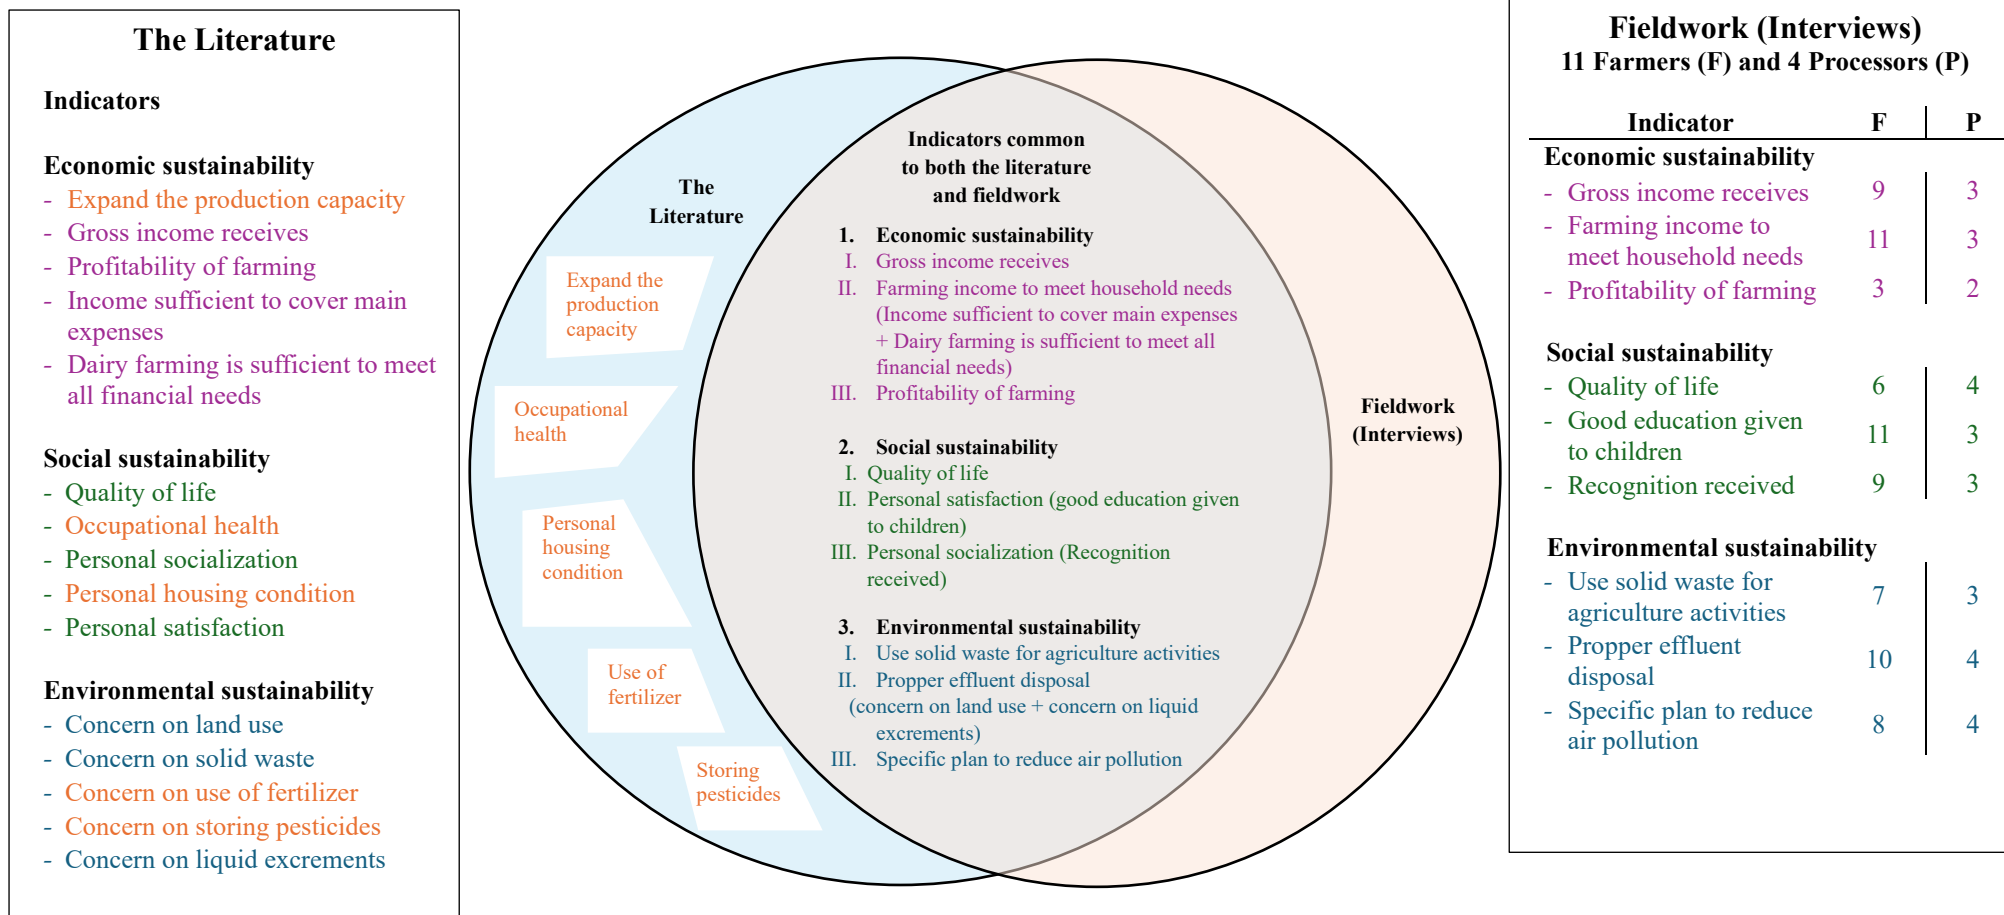 The Literature
Indicators
Economic sustainability
- Expand the production capacity
- Gross income receives
- Profitability of farming
- Income sufficient to cover main
expenses
- Dairy farming is sufficient to meet
all financial needs
Social sustainability
- Quality of life
- Occupational health
- Personal socialization
- Personal housing condition
- Personal satisfaction
Environmental sustainability
- Concern on land use
- Concern on solid waste
- Concern on use of fertilizer
- Concern on storing pesticides
- Concern on liquid excrements
The
Literature
Expand the
production
capacity
Occupational
health
Personal
housing
condition
Use of
fertilizer
Storing
pesticides
Indicators common
to both the literature
and fieldwork
1. Economic sustainability
I. Gross income receives
II. Farming income to meet household needs
(Income sufficient to cover main expenses
+ Dairy farming is sufficient to meet all
financial needs)
III. Profitability of farming
2. Social sustainability
I. Quality of life
II. Personal satisfaction (good education given
to children)
III. Personal socialization (Recognition
received)
3. Environmental sustainability
I. Use solid waste for agriculture activities
II. Propper effluent disposal
(concern on land use + concern on liquid
excrements)
III. Specific plan to reduce air pollution
Fieldwork
(Interviews)
Fieldwork (Interviews)
11 Farmers (F) and 4 Processors (P)
Indicator F P
Economic sustainability
- Gross income receives 9 3
- Farming income to
meet household needs 11 3
- Profitability of farming 3 2
Social sustainability
- Quality of life 6 4
- Good education given
to children 11 3
- Recognition received 9 3
Environmental sustainability
- Use solid waste for
agriculture activities 7 3
- Propper effluent
disposal 10 4
- Specific plan to reduce
air pollution 8 4